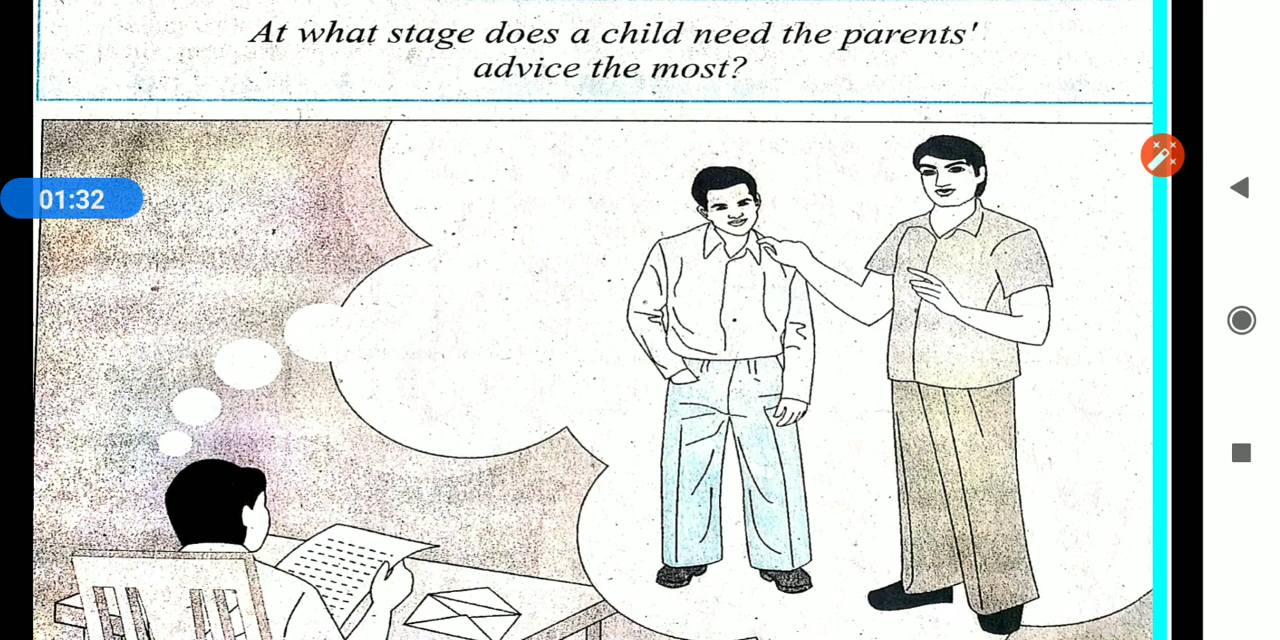 At what stage does a child need the parents'
advice the most?
01:32